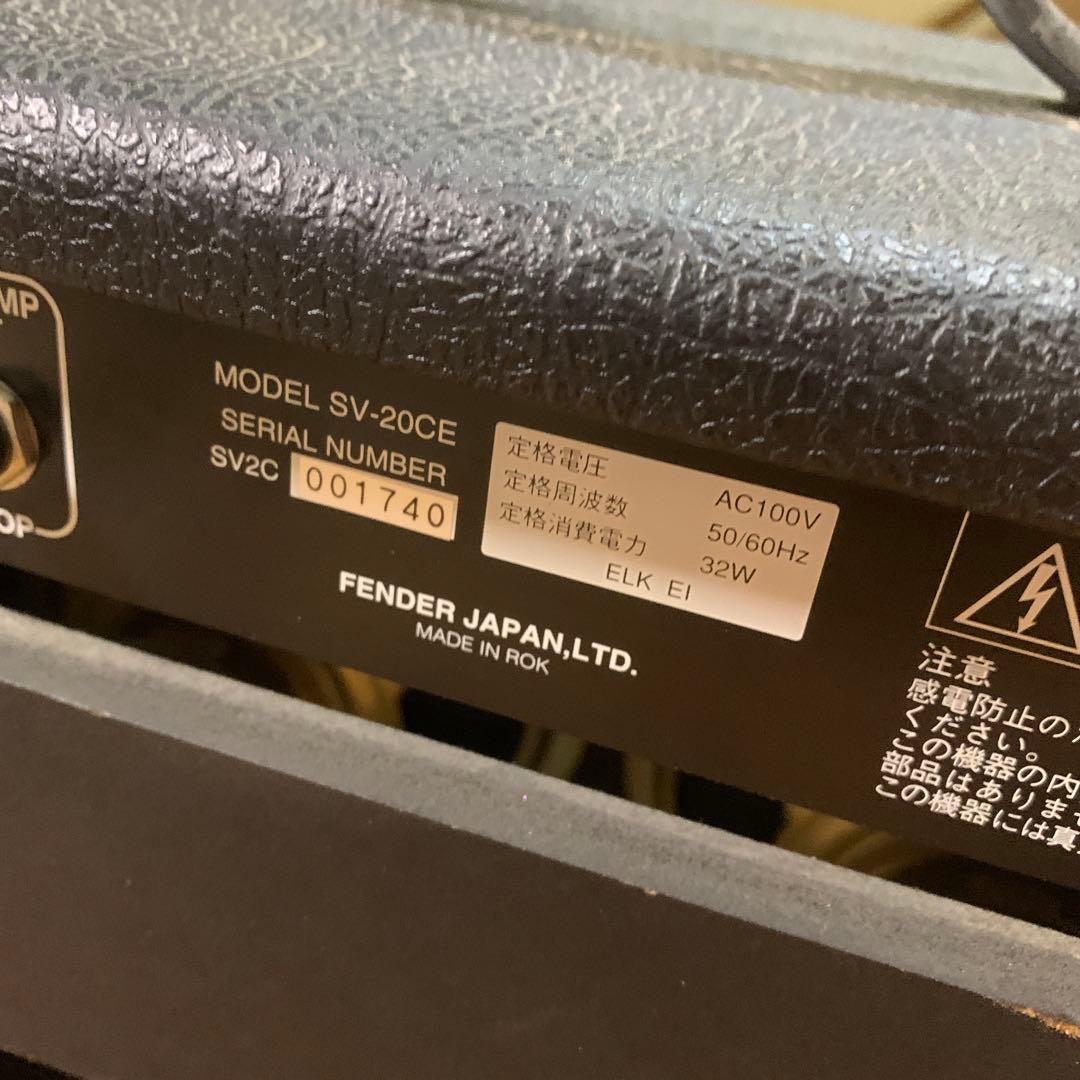 MP
OP
MODEL SV-20CE
SERIAL NUMBER
SV2C 001740
定格電圧 AC100V
定格周波数 50/60Hz
定格消費電力 32W
ELK EI
FENDER JAPAN,LTD.
MADE IN ROK
注意
感電防止の
ください。
この機器の内
部品はありませ
この機器には真